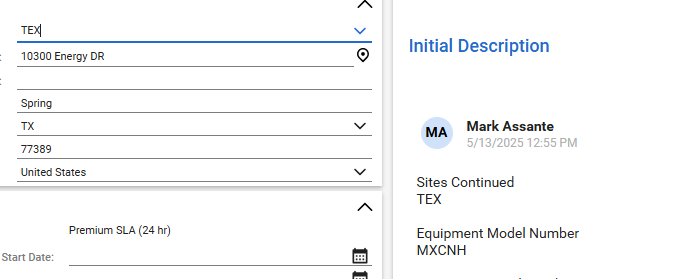 TEX
10300 Energy DR
Spring
TX
77389
United States
Premium SLA (24 hr)
Start Date:
Initial Description
MA
Mark Assante
5/13/2025 12:55 PM
Sites Continued
TEX
Equipment Model Number
MXCNH